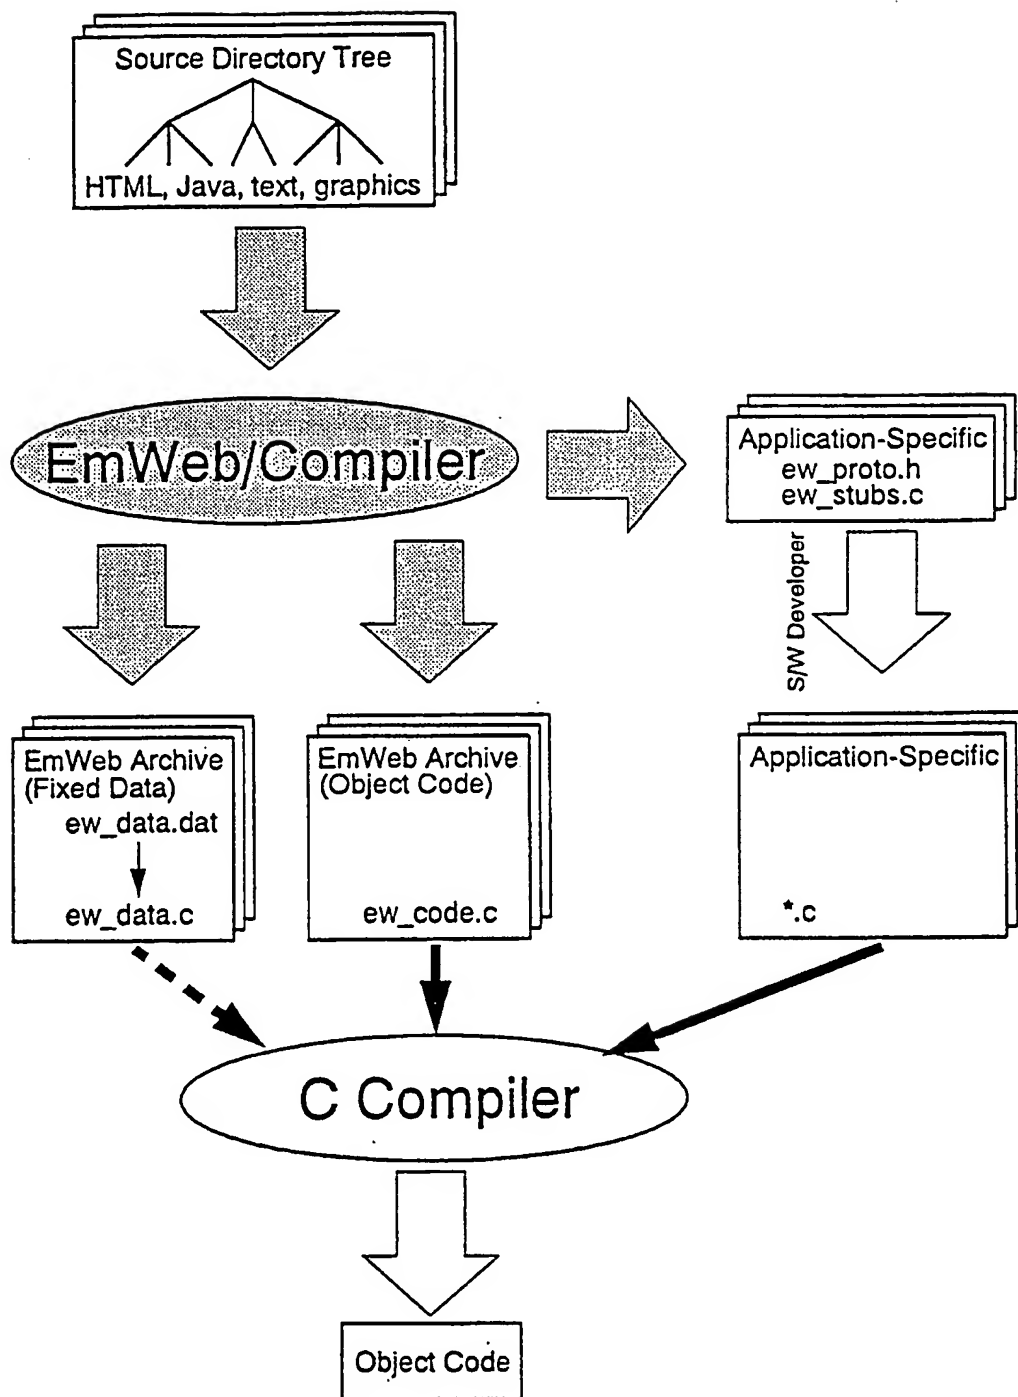 Source Directory Tree
HTML, Java, text, graphics
EmWeb/Compiler
Application-Specific
ew_proto.h
ew_stubs.c
S/W Developer
EmWeb Archive
(Fixed Data)
ew_data.dat
ew_data.c
EmWeb Archive
(Object Code)
ew_code.c
Application-Specific
*.c
C Compiler
Object Code